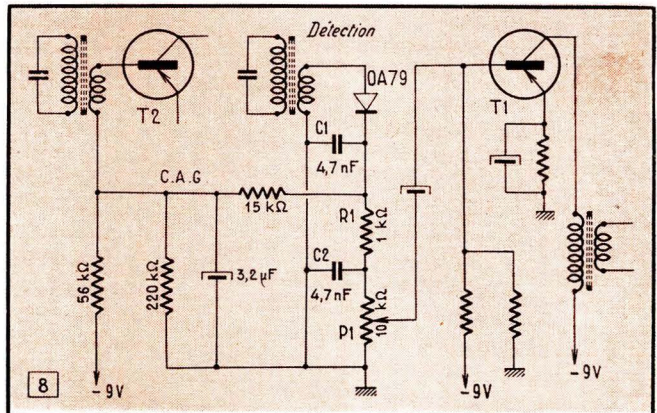 Détection
OA79
T2
T1
C1
4,7 nF
C.A.G.
15 kΩ
R1
1 kΩ
56 kΩ
220 kΩ
3,2 µF
C2
4,7 nF
P1
10 kΩ
8
-9V
-9V
-9V